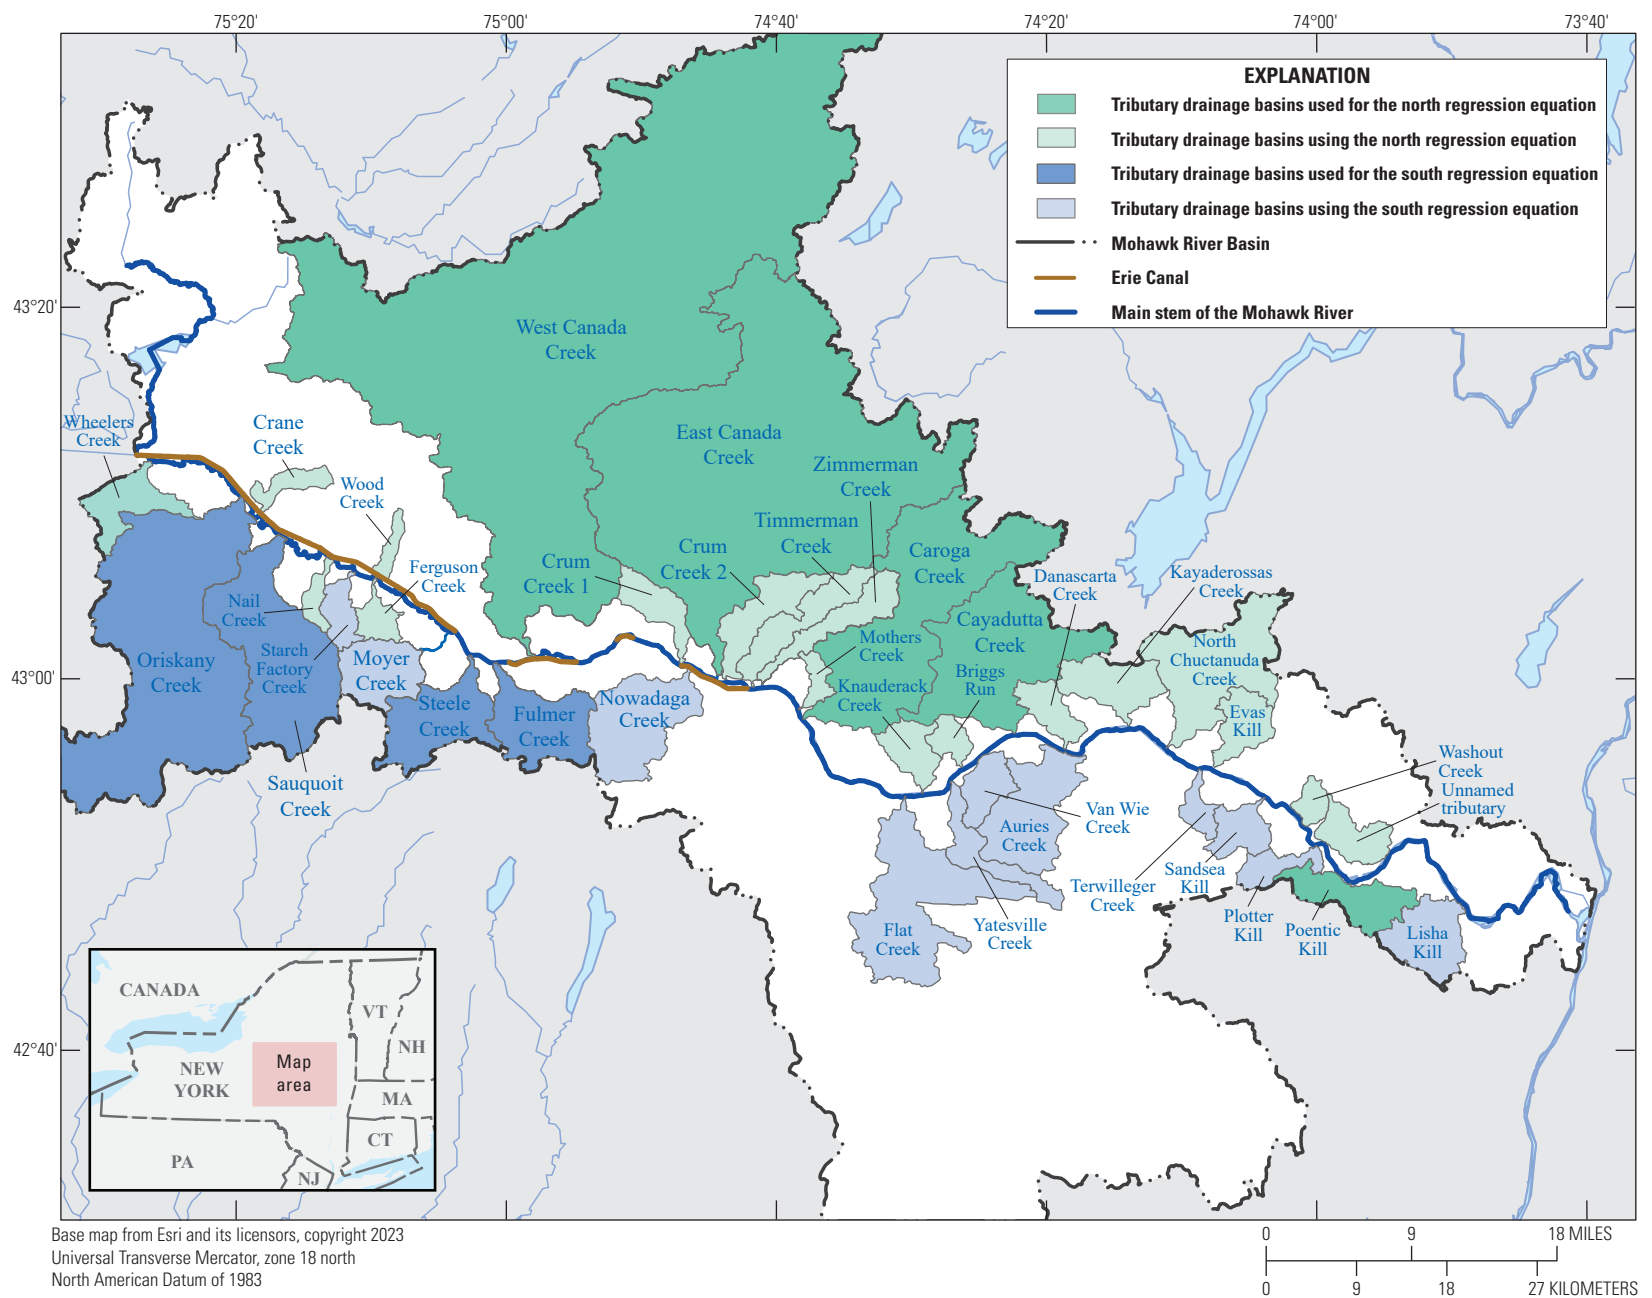 75°20'
75°00'
74°40'
74°20'
74°00'
73°40'
43°20'
43°00'
42°40'
EXPLANATION
Tributary drainage basins used for the north regression equation
Tributary drainage basins using the north regression equation
Tributary drainage basins used for the south regression equation
Tributary drainage basins using the south regression equation
Mohawk River Basin
Erie Canal
Main stem of the Mohawk River
West Canada
Creek
Wheelers
Creek
Crane
Creek
East Canada
Creek
Zimmerman
Creek
Wood
Creek
Timmerman
Creek
Crum
Creek 2
Crum
Creek 1
Caroga
Creek
Ferguson
Creek
Danascarta
Creek
Kayaderossas
Creek
Nail
Creek
Cayadutta
Creek
Mothers
Creek
North
Chuctanuda
Creek
Starch
Factory
Creek
Oriskany
Creek
Moyer
Creek
Briggs
Run
Knauderack
Creek
Nowadaga
Creek
Steele
Creek
Fulmer
Creek
Evas
Kill
Sauquoit
Creek
Washout
Creek
Unnamed
tributary
Van Wie
Creek
Auries
Creek
Terwilleger
Creek
Sandsea
Kill
Plotter
Kill
Poentic
Kill
Lisha
Kill
Flat
Creek
Yatesville
Creek
CANADA
VT
NH
NEW
YORK
Map
area
MA
CT
PA
NJ
Base map from Esri and its licensors, copyright 2023
Universal Transverse Mercator, zone 18 north
North American Datum of 1983
0 9 18 MILES
0 9 18 27 KILOMETERS